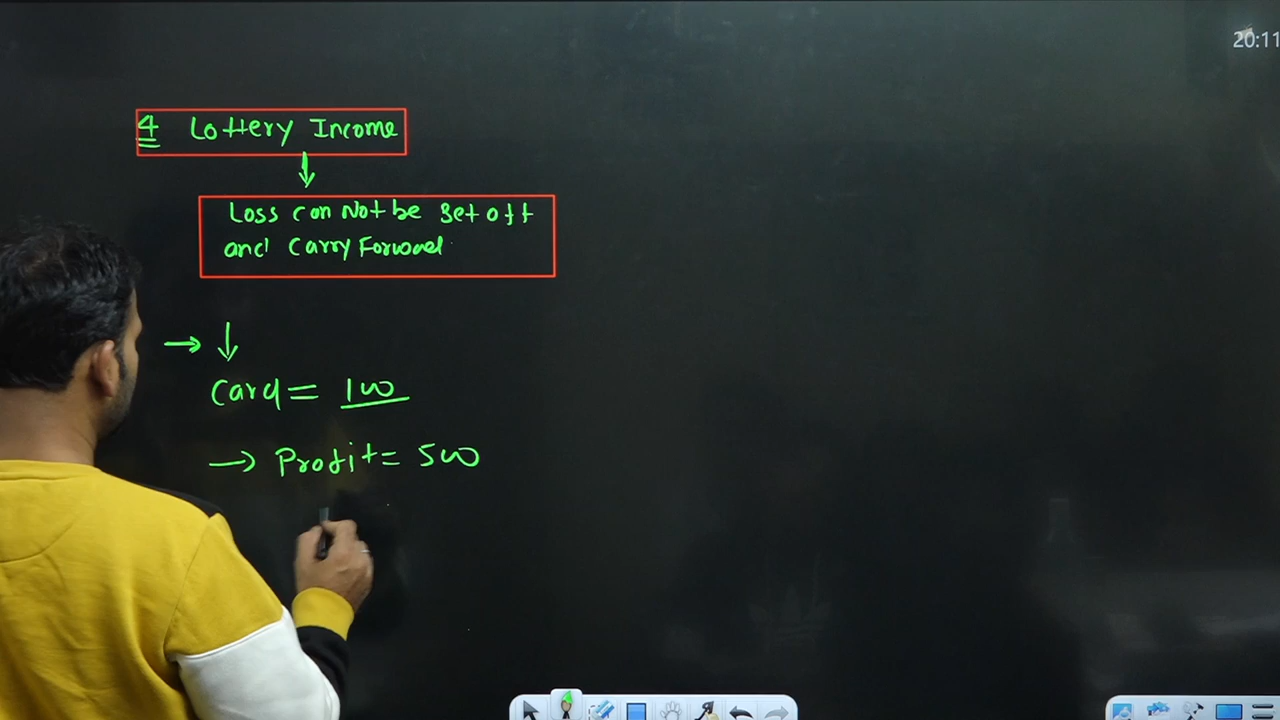 20:11
4 Lottery Income
Loss can Not be Set off
and Carry Forward
Card = 100
→ Profit = 500